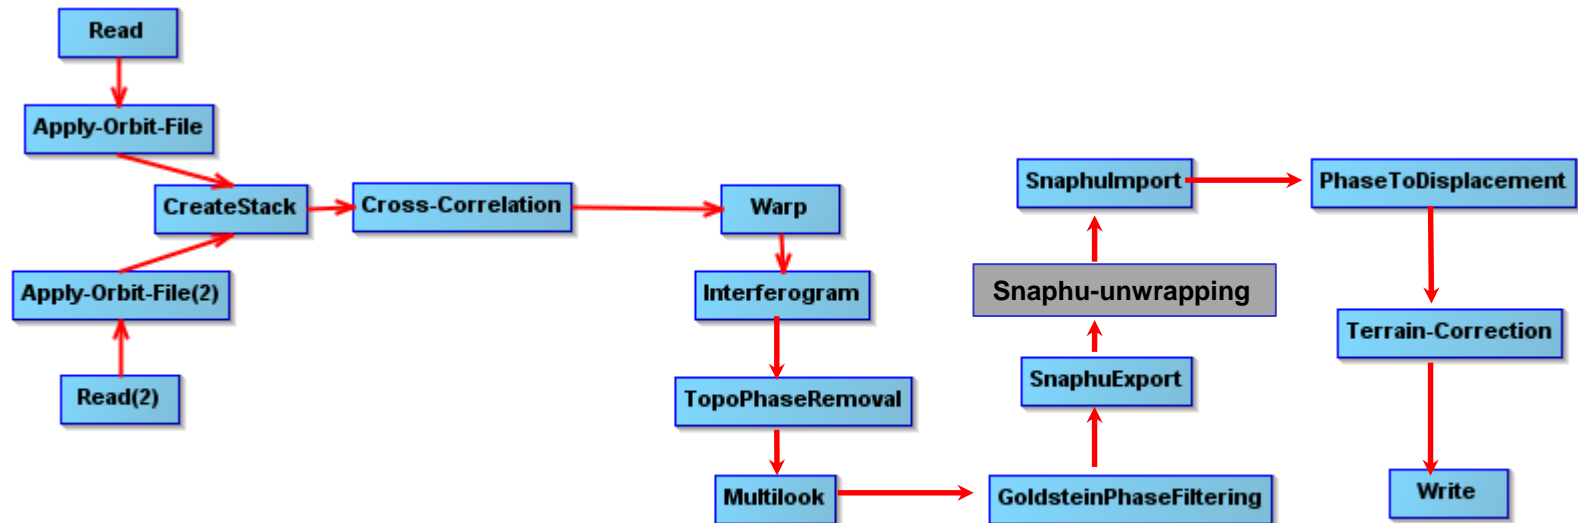 Read
Apply-Orbit-File
CreateStack
Apply-Orbit-File(2)
Read(2)
Cross-Correlation
Warp
Interferogram
TopoPhaseRemoval
Multilook
GoldsteinPhaseFiltering
SnaphuExport
Snaphu-unwrapping
SnaphuImport
PhaseToDisplacement
Terrain-Correction
Write